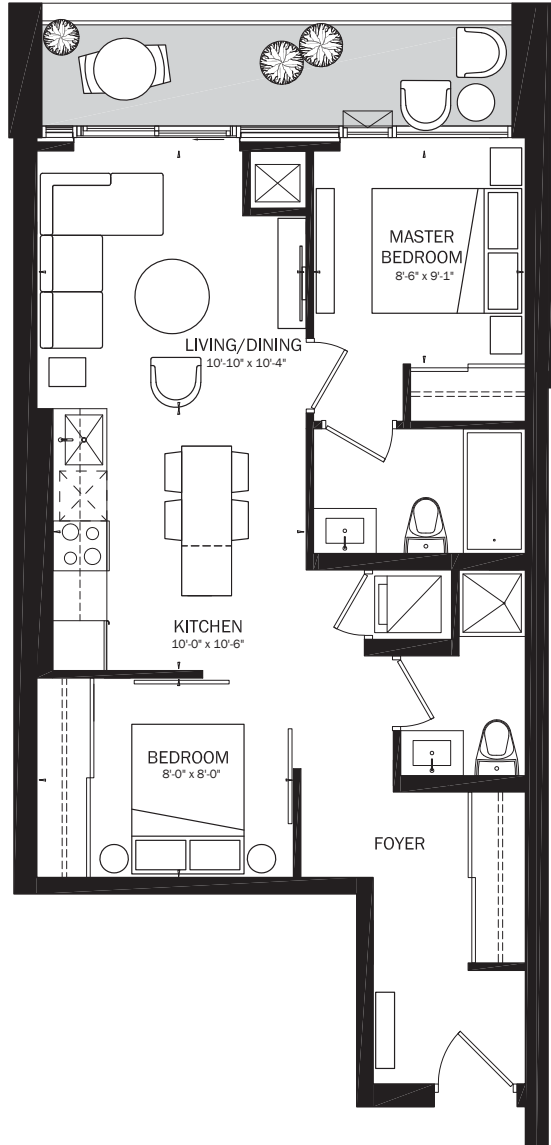 MASTER
BEDROOM
8'-6" x 9'-1"
LIVING/DINING
10'-10" x 10'-4"
KITCHEN
10'-0" x 10'-6"
BEDROOM
8'-0" x 8'-0"
FOYER